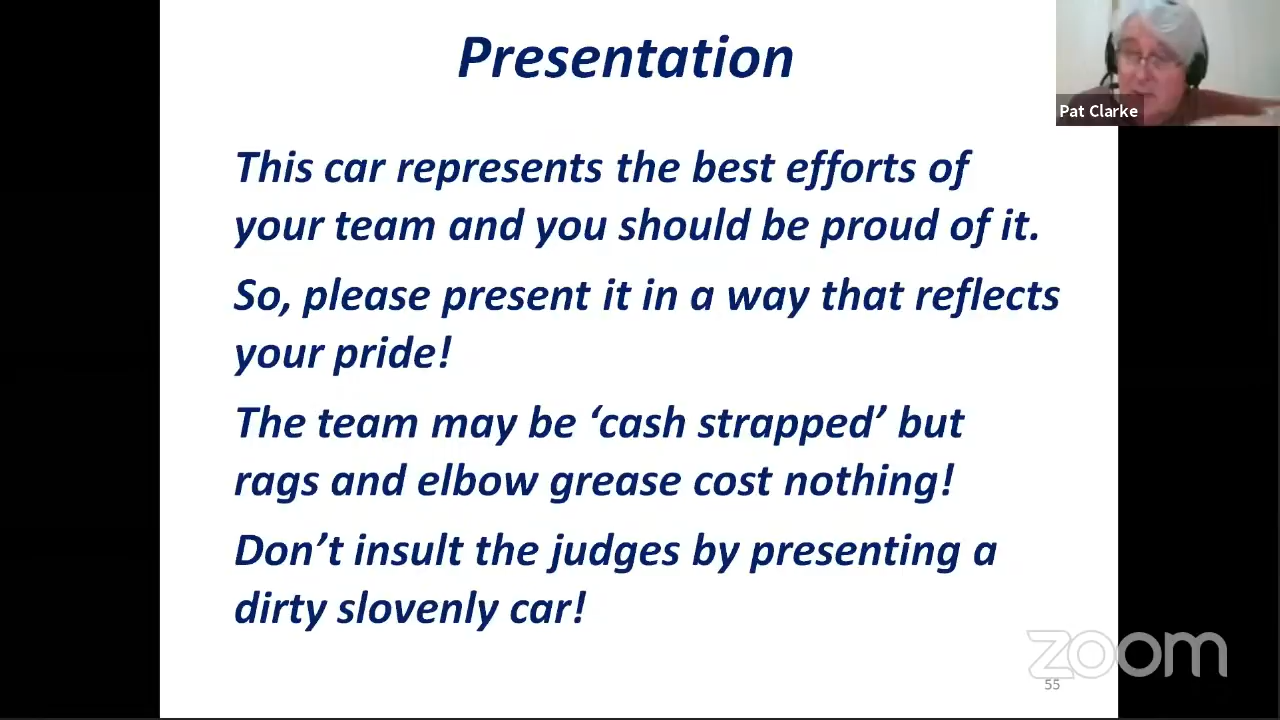 Presentation
Pat Clarke
This car represents the best efforts of
your team and you should be proud of it.
So, please present it in a way that reflects
your pride!
The team may be ‘cash strapped’ but
rags and elbow grease cost nothing!
Don’t insult the judges by presenting a
dirty slovenly car!
zoom
55